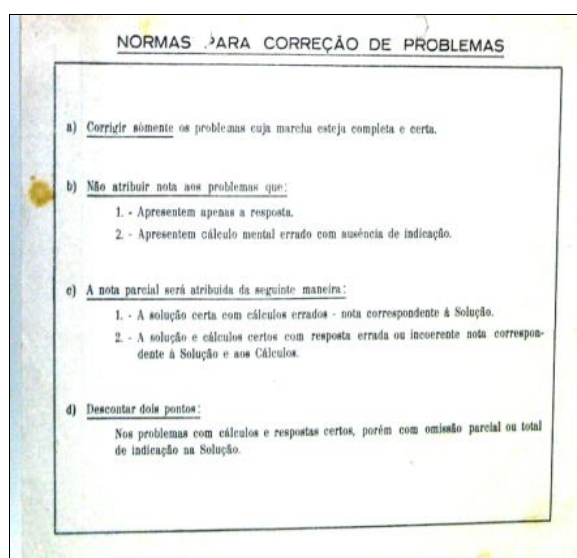 NORMAS PARA CORREÇÃO DE PROBLEMAS
a) Corrigir sòmente os problemas cuja marcha esteja completa e certa.
b) Não atribuir nota aos problemas que:
1. - Apresentem apenas a resposta.
2. - Apresentem cálculo mental errado com ausência de indicação.
c) A nota parcial será atribuída da seguinte maneira:
1. - A solução certa com cálculos errados - nota correspondente à Solução.
2. - A solução e cálculos certos com resposta errada ou incoerente nota correspon-
dente à Solução e aos Cálculos.
d) Descontar dois pontos:
Nos problemas com cálculos e respostas certos, porém com omissão parcial ou total
de indicação na Solução.